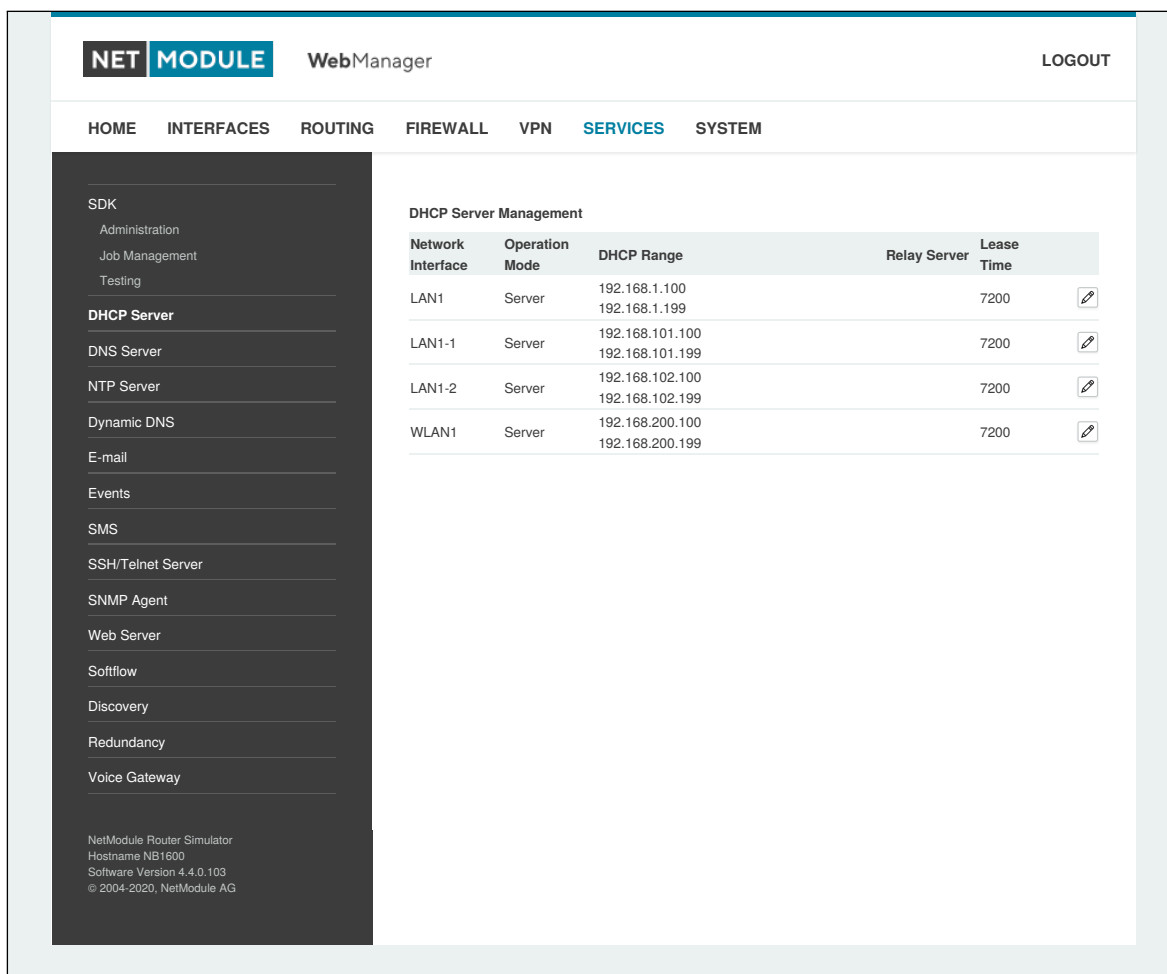 NET MODULE WebManager LOGOUT
HOME INTERFACES ROUTING FIREWALL VPN SERVICES SYSTEM
SDK
Administration
Job Management
Testing
DHCP Server
DNS Server
NTP Server
Dynamic DNS
E-mail
Events
SMS
SSH/Telnet Server
SNMP Agent
Web Server
Softflow
Discovery
Redundancy
Voice Gateway
NetModule Router Simulator
Hostname NB1600
Software Version 4.4.0.103
© 2004-2020, NetModule AG
DHCP Server Management
Network Interface Operation Mode DHCP Range Relay Server Lease Time
LAN1 Server 192.168.1.100 7200
192.168.1.199
LAN1-1 Server 192.168.101.100 7200
192.168.101.199
LAN1-2 Server 192.168.102.100 7200
192.168.102.199
WLAN1 Server 192.168.200.100 7200
192.168.200.199